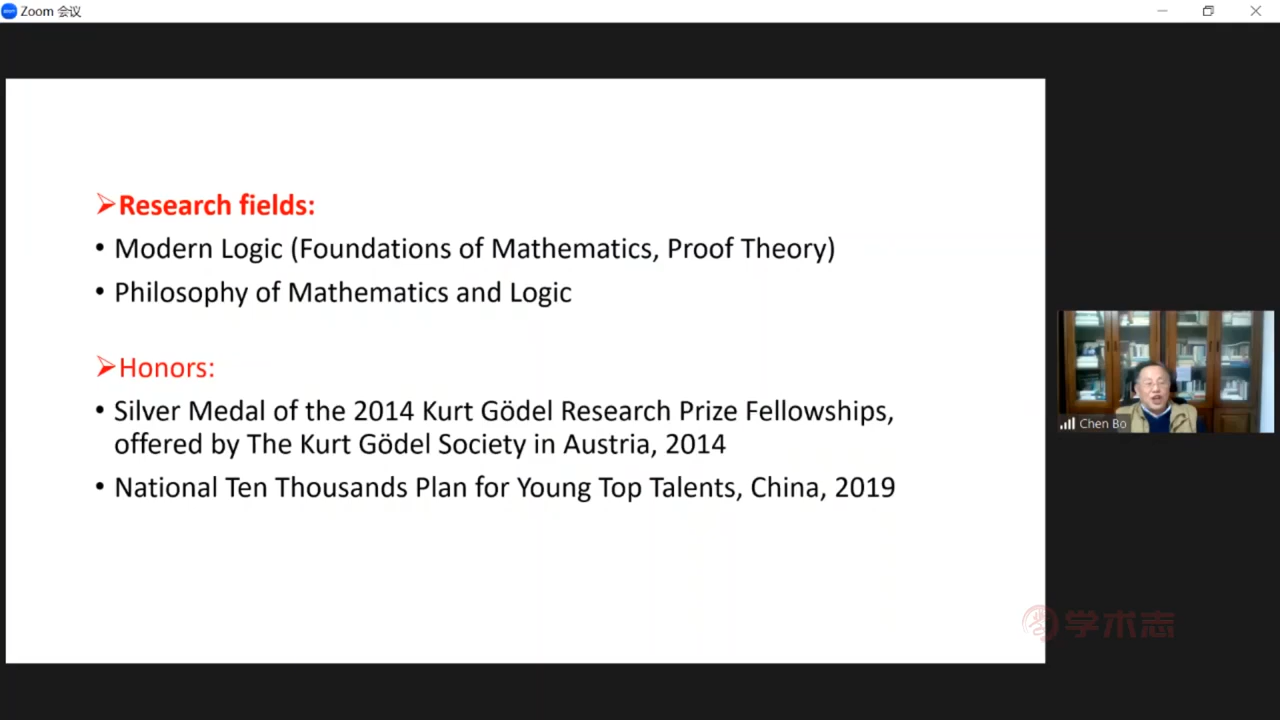 Zoom 会议
➢Research fields:
• Modern Logic (Foundations of Mathematics, Proof Theory)
• Philosophy of Mathematics and Logic
➢Honors:
• Silver Medal of the 2014 Kurt Gödel Research Prize Fellowships,
offered by The Kurt Gödel Society in Austria, 2014
• National Ten Thousands Plan for Young Top Talents, China, 2019
Chen Bo
学术志